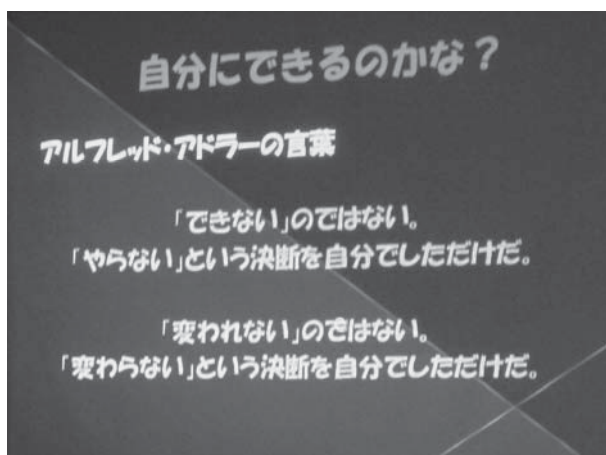 自分にできるのかな？
アルフレッド・アドラーの言葉
「できない」のではない。
「やらない」という決断を自分でしただけだ。
「変われない」のではない。
「変わらない」という決断を自分でしただけだ。